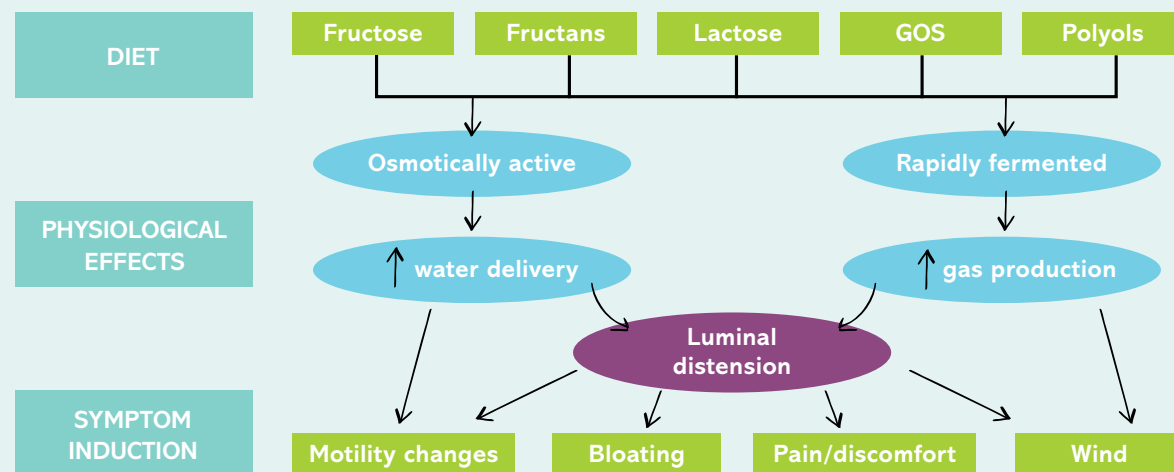 DIET
Fructose
Fructans
Lactose
GOS
Polyols
Osmotically active
Rapidly fermented
PHYSIOLOGICAL
EFFECTS
water delivery
gas production
Luminal
distension
SYMPTOM
INDUCTION
Motility changes
Bloating
Pain/discomfort
Wind